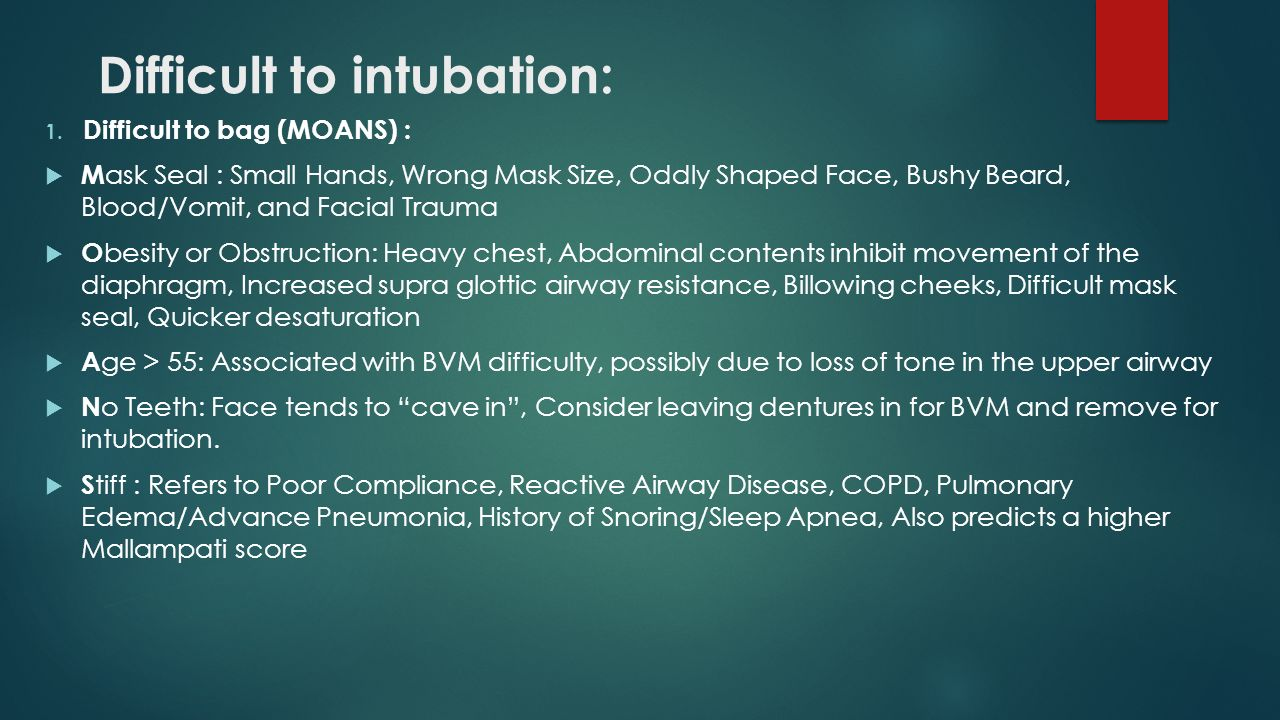 Difficult to intubation:
1. Difficult to bag (MOANS) :
Mask Seal : Small Hands, Wrong Mask Size, Oddly Shaped Face, Bushy Beard,
Blood/Vomit, and Facial Trauma
Obesity or Obstruction: Heavy chest, Abdominal contents inhibit movement of the
diaphragm, Increased supra glottic airway resistance, Billowing cheeks, Difficult mask
seal, Quicker desaturation
Age > 55: Associated with BVM difficulty, possibly due to loss of tone in the upper airway
No Teeth: Face tends to “cave in”, Consider leaving dentures in for BVM and remove for
intubation.
Stiff : Refers to Poor Compliance, Reactive Airway Disease, COPD, Pulmonary
Edema/Advance Pneumonia, History of Snoring/Sleep Apnea, Also predicts a higher
Mallampati score